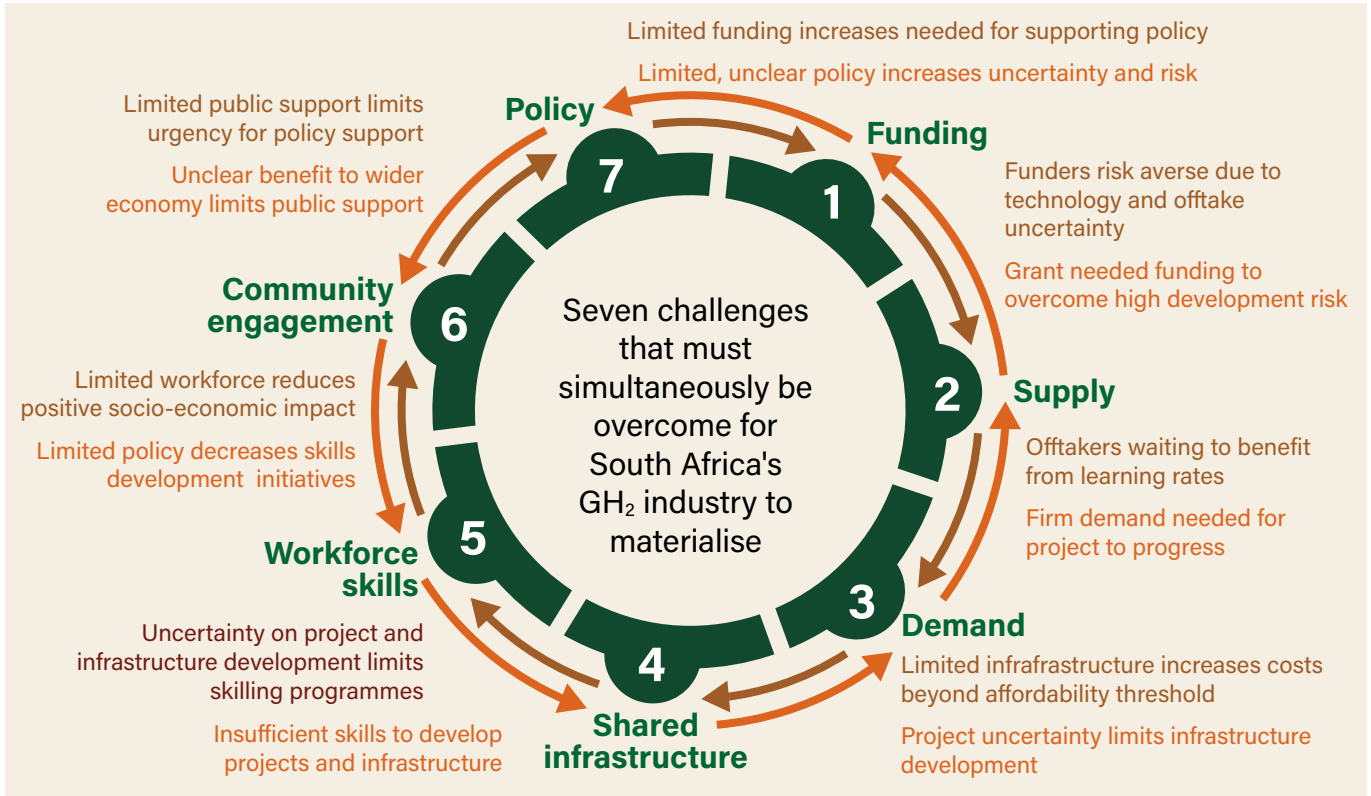 Limited funding increases needed for supporting policy
Limited, unclear policy increases uncertainty and risk
Policy
7
Funding
1
Funders risk averse due to
technology and offtake
uncertainty
Grant needed funding to
overcome high development risk
Supply
2
Offtakers waiting to benefit
from learning rates
Firm demand needed for
project to progress
Demand
3
Limited infrafrastructure increases costs
beyond affordability threshold
Project uncertainty limits infrastructure
development
4
Shared
infrastructure
Workforce
skills
5
Uncertainty on project and
infrastructure development limits
skilling programmes
Insufficient skills to develop
projects and infrastructure
Community
engagement
6
Limited workforce reduces
positive socio-economic impact
Limited policy decreases skills
development initiatives
Limited public support limits
urgency for policy support
Unclear benefit to wider
economy limits public support
Seven challenges
that must
simultaneously be
overcome for
South Africa's
GH₂ industry to
materialise